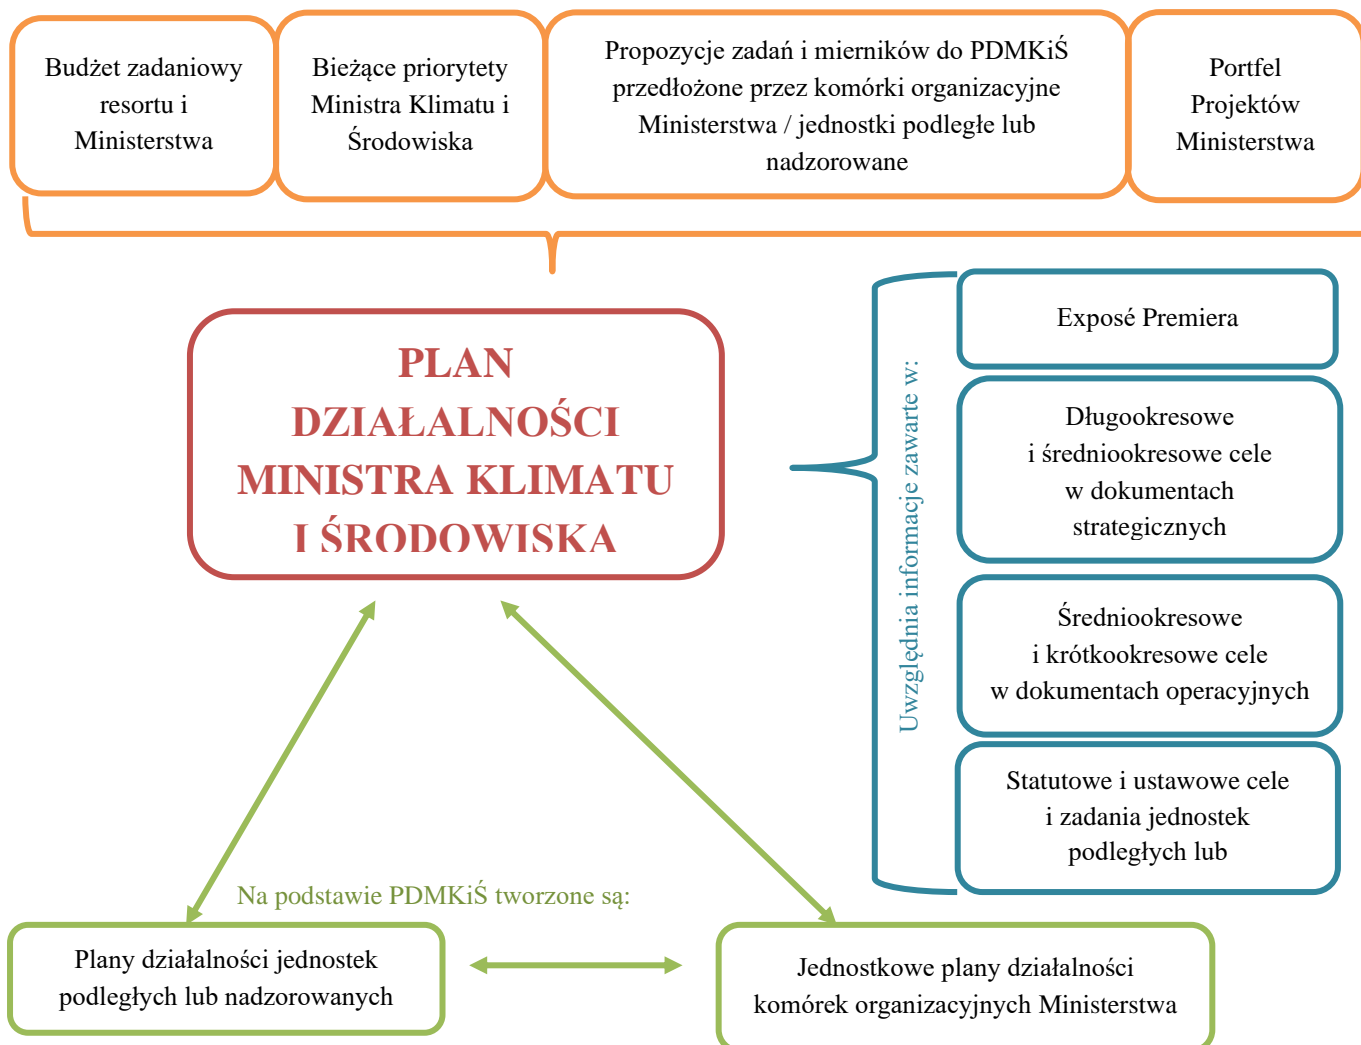 Budżet zadaniowy
resortu i
Ministerstwa
Bieżące priorytety
Ministra Klimatu i
Środowiska
Propozycje zadań i mierników do PDMKiŚ
przedłożone przez komórki organizacyjne
Ministerstwa / jednostki podległe lub
nadzorowane
Portfel
Projektów
Ministerstwa
PLAN
DZIAŁALNOŚCI
MINISTRA KLIMATU
I ŚRODOWISKA
Uwzględnia informacje zawarte w:
Exposé Premiera
Długookresowe
i średniookresowe cele
w dokumentach
strategicznych
Średniookresowe
i krótkookresowe cele
w dokumentach operacyjnych
Statutowe i ustawowe cele
i zadania jednostek
podległych lub
Na podstawie PDMKiŚ tworzone są:
Plany działalności jednostek
podległych lub nadzorowanych
Jednostkowe plany działalności
komórek organizacyjnych Ministerstwa